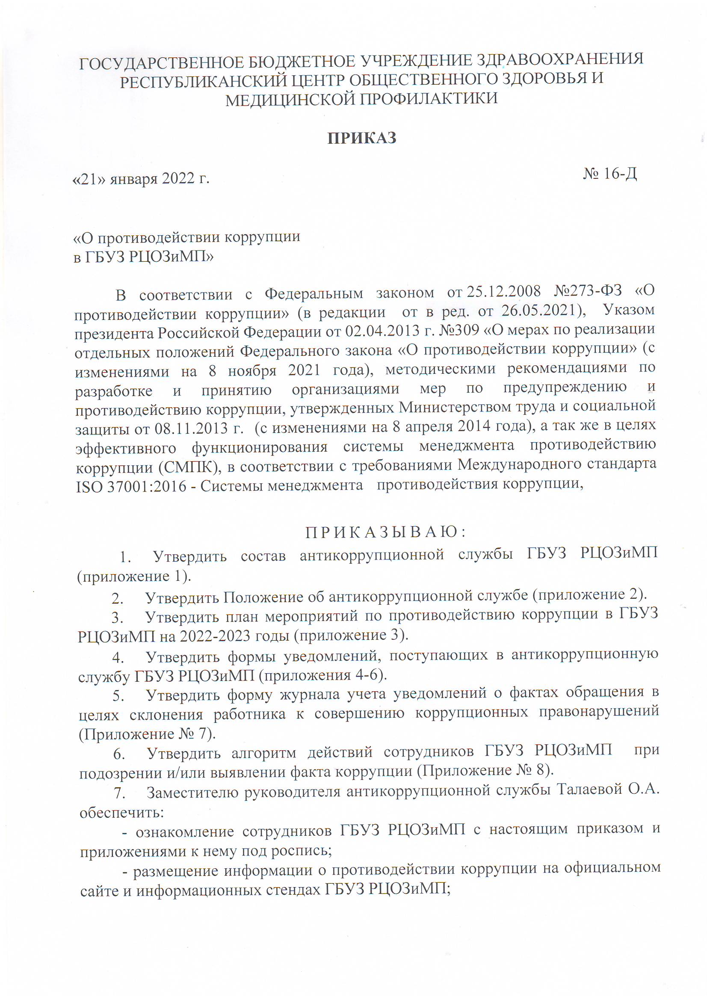 ГОСУДАРСТВЕННОЕ БЮДЖЕТНОЕ УЧРЕЖДЕНИЕ ЗДРАВООХРАНЕНИЯ
РЕСПУБЛИКАНСКИЙ ЦЕНТР ОБЩЕСТВЕННОГО ЗДОРОВЬЯ И
МЕДИЦИНСКОЙ ПРОФИЛАКТИКИ
ПРИКАЗ
«21» января 2022 г. № 16-Д
«О противодействии коррупции
в ГБУЗ РЦОЗиМП»
В соответствии с Федеральным законом от 25.12.2008 №273-ФЗ «О
противодействии коррупции» (в редакции от в ред. от 26.05.2021), Указом
президента Российской Федерации от 02.04.2013 г. №309 «О мерах по реализации
отдельных положений Федерального закона «О противодействии коррупции» (с
изменениями на 8 ноября 2021 года), методическими рекомендациями по
разработке и принятию организациями мер по предупреждению и
противодействию коррупции, утвержденных Министерством труда и социальной
защиты от 08.11.2013 г. (с изменениями на 8 апреля 2014 года), а так же в целях
эффективного функционирования системы менеджмента противодействию
коррупции (СМПК), в соответствии с требованиями Международного стандарта
ISO 37001:2016 - Системы менеджмента противодействия коррупции,
П Р И К А З Ы В А Ю :
1. Утвердить состав антикоррупционной службы ГБУЗ РЦОЗиМП
(приложение 1).
2. Утвердить Положение об антикоррупционной службе (приложение 2).
3. Утвердить план мероприятий по противодействию коррупции в ГБУЗ
РЦОЗиМП на 2022-2023 годы (приложение 3).
4. Утвердить формы уведомлений, поступающих в антикоррупционную
службу ГБУЗ РЦОЗиМП (приложения 4-6).
5. Утвердить форму журнала учета уведомлений о фактах обращения в
целях склонения работника к совершению коррупционных правонарушений
(Приложение № 7).
6. Утвердить алгоритм действий сотрудников ГБУЗ РЦОЗиМП при
подозрении и/или выявлении факта коррупции (Приложение № 8).
7. Заместителю руководителя антикоррупционной службы Талаевой О.А.
обеспечить:
- ознакомление сотрудников ГБУЗ РЦОЗиМП с настоящим приказом и
приложениями к нему под роспись;
- размещение информации о противодействии коррупции на официальном
сайте и информационных стендах ГБУЗ РЦОЗиМП;